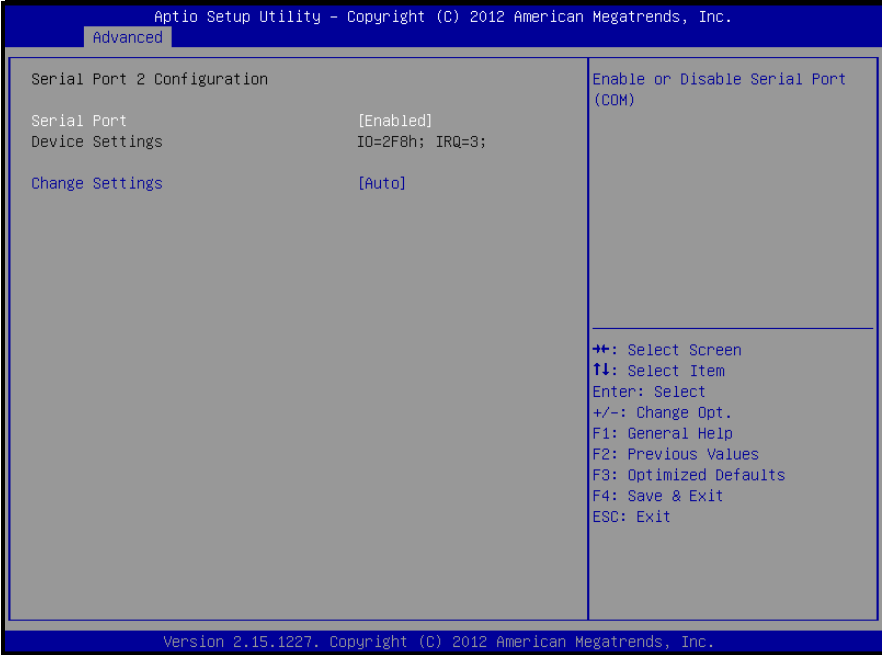 Aptio Setup Utility – Copyright (C) 2012 American Megatrends, Inc.
Advanced
Serial Port 2 Configuration
Serial Port [Enabled]
Device Settings IO=2F8h; IRQ=3;
Change Settings [Auto]
Enable or Disable Serial Port
(COM)
→←: Select Screen
↑↓: Select Item
Enter: Select
+/-: Change Opt.
F1: General Help
F2: Previous Values
F3: Optimized Defaults
F4: Save & Exit
ESC: Exit
Version 2.15.1227. Copyright (C) 2012 American Megatrends, Inc.